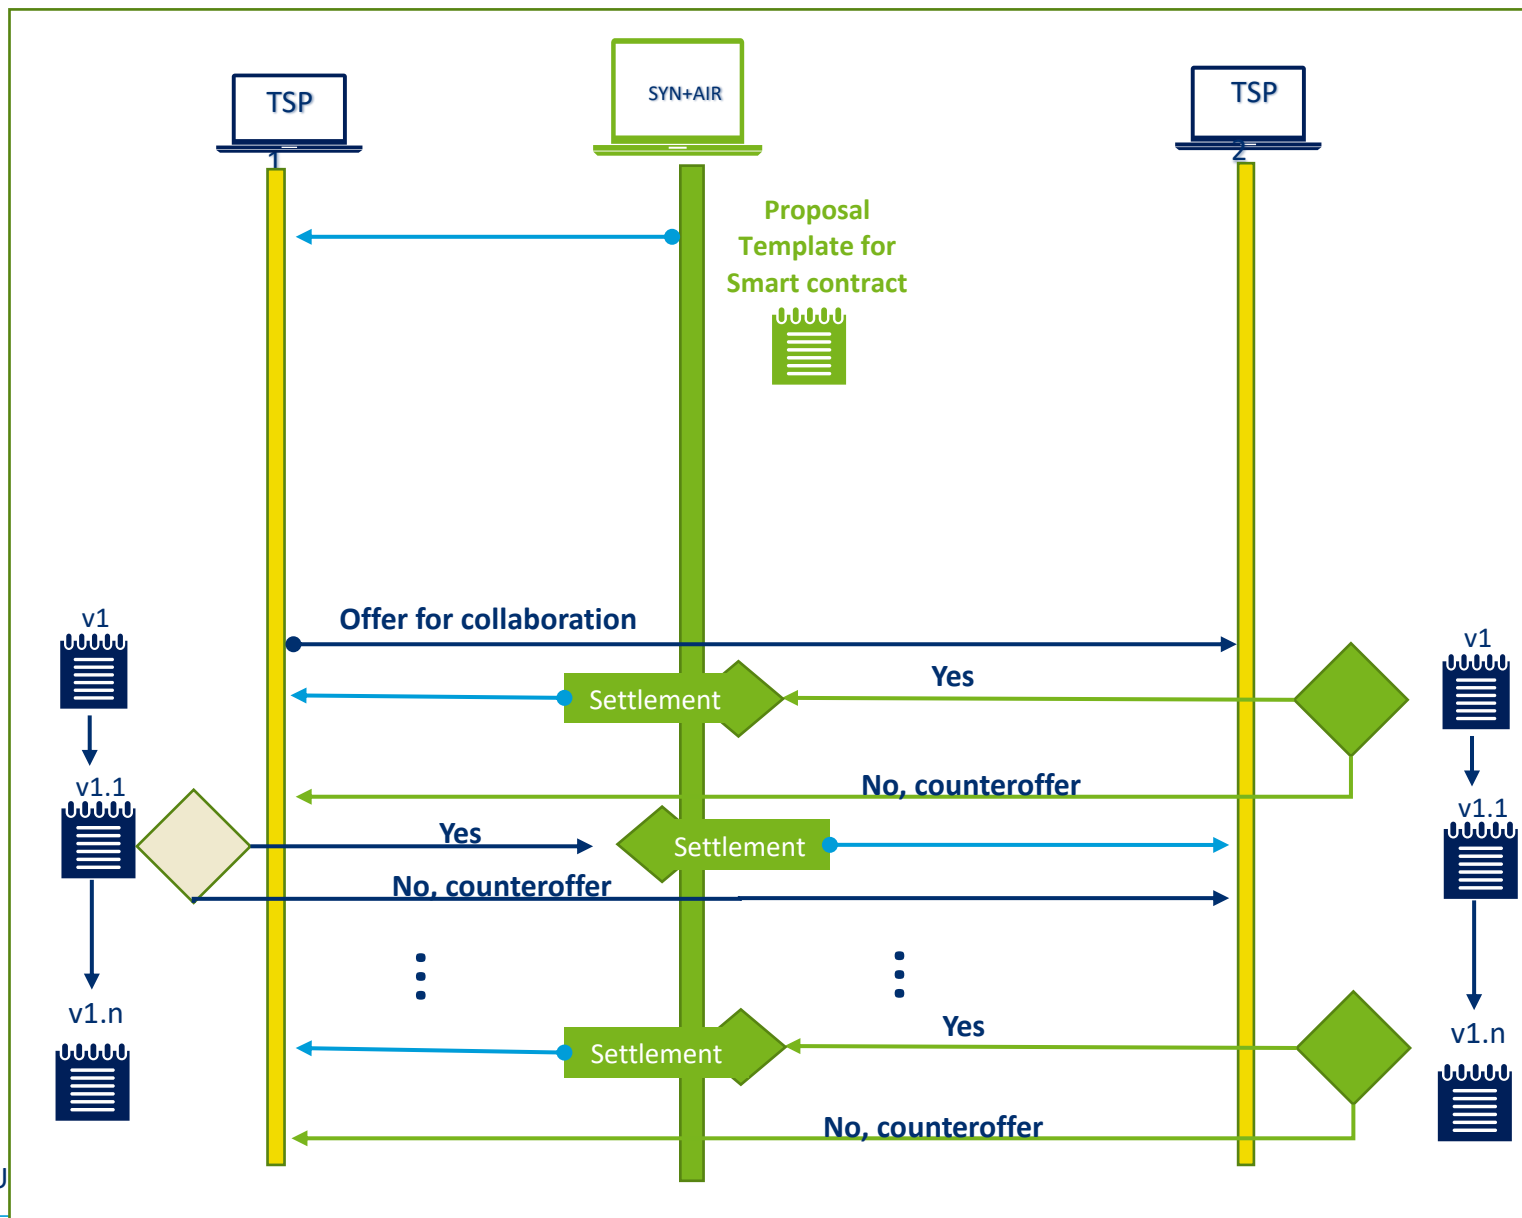 TSP
1
SYN+AIR
TSP
2
Proposal
Template for
Smart contract
Offer for collaboration
v1
v1
Yes
Settlement
No, counteroffer
v1.1
v1.1
Yes
Settlement
No, counteroffer
v1.n
v1.n
Yes
Settlement
No, counteroffer